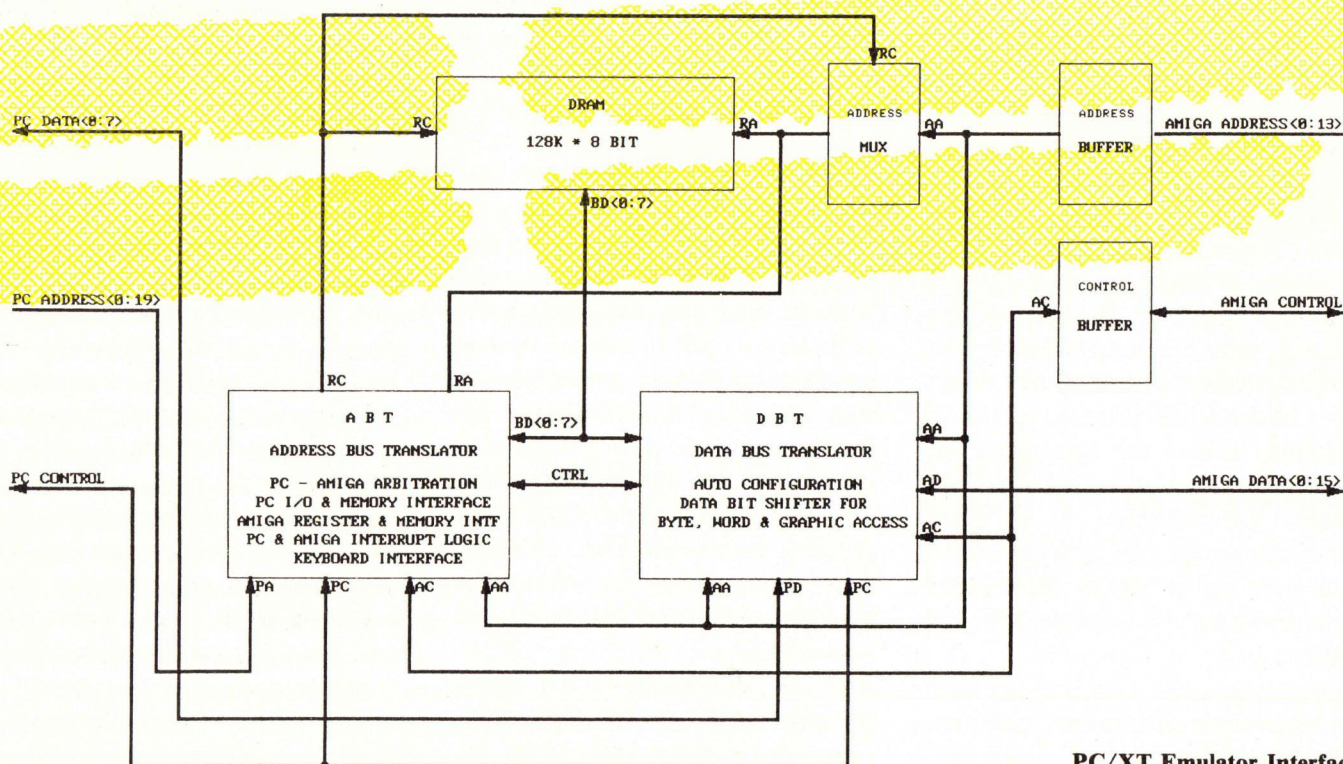 RC
DRAM
128K * 8 BIT
RC
RA
BD<0:7>
ADDRESS
MUX
AA
ADDRESS
BUFFER
AMIGA ADDRESS<0:13>
PC DATA<0:7>
CONTROL
BUFFER
AC
AMIGA CONTROL
PC ADDRESS<0:19>
RC
RA
A B T
ADDRESS BUS TRANSLATOR
PC - AMIGA ARBITRATION
PC I/O & MEMORY INTERFACE
AMIGA REGISTER & MEMORY INTF
PC & AMIGA INTERRUPT LOGIC
KEYBOARD INTERFACE
BD<0:7>
CTRL
D B T
DATA BUS TRANSLATOR
AUTO CONFIGURATION
DATA BIT SHIFTER FOR
BYTE, WORD & GRAPHIC ACCESS
AA
AD
AC
AMIGA DATA<0:15>
PC CONTROL
PA
PC
AC
AA
AA
PD
PC
PC/XT Emulator Interfac